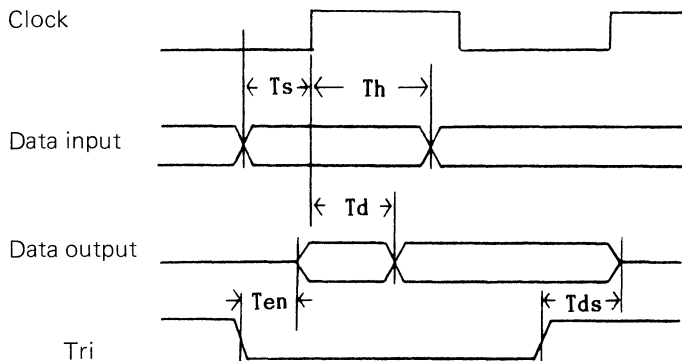 Clock
Ts
Th
Data input
Td
Data output
Ten
Tds
Tri